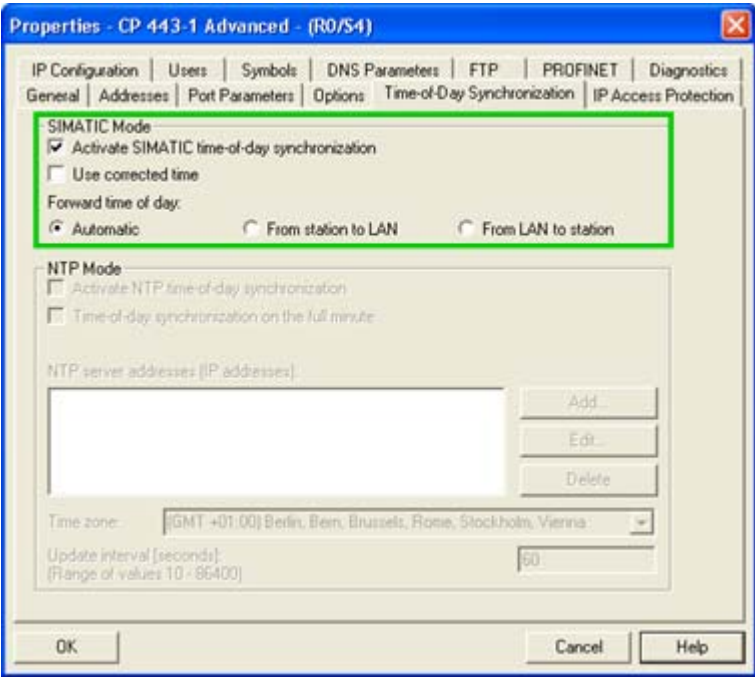 Properties - CP 443-1 Advanced - (R0/S4)
IP Configuration Users Symbols DNS Parameters FTP PROFINET Diagnostics
General Addresses Port Parameters Options Time-of-Day Synchronization IP Access Protection
SIMATIC Mode
Activate SIMATIC time-of-day synchronization
Use corrected time
Forward time of day:
Automatic From station to LAN From LAN to station
NTP Mode
Activate NTP time-of-day synchronization
Time-of-day synchronization on the full minute
NTP server addresses (IP addresses):
Add...
Edit...
Delete
Time zone: (GMT +01:00) Berlin, Bern, Brussels, Rome, Stockholm, Vienna
Update interval [seconds]: 60
(Range of values 10 - 86400)
OK Cancel Help